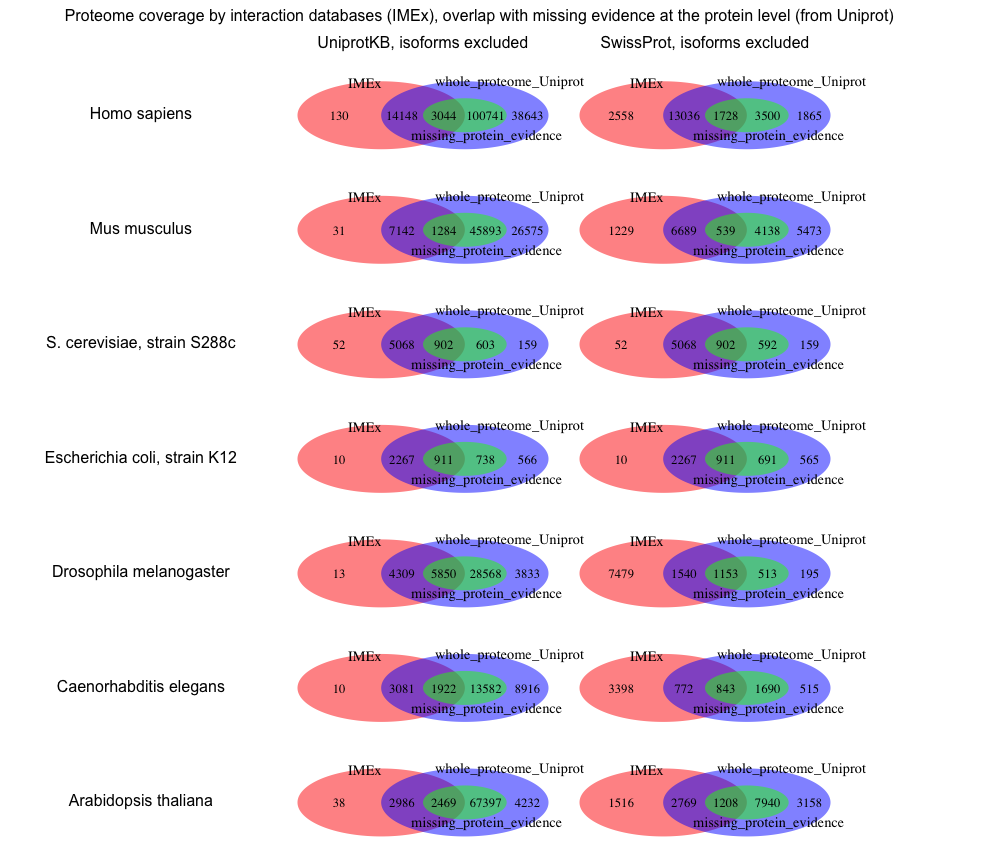 Proteome coverage by interaction databases (IMEx), overlap with missing evidence at the protein level (from Uniprot)
UniprotKB, isoforms excluded SwissProt, isoforms excluded
IMEx whole_proteome_Uniprot IMEx whole_proteome_Uniprot
Homo sapiens 130 14148 3044 100741 38643 2558 13036 1728 3500 1865
missing_protein_evidence missing_protein_evidence
IMEx whole_proteome_Uniprot IMEx whole_proteome_Uniprot
Mus musculus 31 7142 1284 45893 26575 1229 6689 539 4138 5473
missing_protein_evidence missing_protein_evidence
IMEx whole_proteome_Uniprot IMEx whole_proteome_Uniprot
S. cerevisiae, strain S288c 52 5068 902 603 159 52 5068 902 592 159
missing_protein_evidence missing_protein_evidence
IMEx whole_proteome_Uniprot IMEx whole_proteome_Uniprot
Escherichia coli, strain K12 10 2267 911 738 566 10 2267 911 691 565
missing_protein_evidence missing_protein_evidence
IMEx whole_proteome_Uniprot IMEx whole_proteome_Uniprot
Drosophila melanogaster 13 4309 5850 28568 3833 7479 1540 1153 513 195
missing_protein_evidence missing_protein_evidence
IMEx whole_proteome_Uniprot IMEx whole_proteome_Uniprot
Caenorhabditis elegans 10 3081 1922 13582 8916 3398 772 843 1690 515
missing_protein_evidence missing_protein_evidence
IMEx whole_proteome_Uniprot IMEx whole_proteome_Uniprot
Arabidopsis thaliana 38 2986 2469 67397 4232 1516 2769 1208 7940 3158
missing_protein_evidence missing_protein_evidence